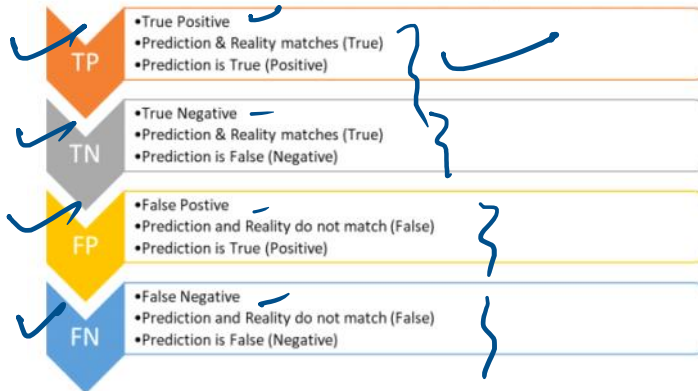 TP
•True Positive
•Prediction & Reality matches (True)
•Prediction is True (Positive)
TN
•True Negative
•Prediction & Reality matches (True)
•Prediction is False (Negative)
FP
•False Postive
•Prediction and Reality do not match (False)
•Prediction is True (Positive)
FN
•False Negative
•Prediction and Reality do not match (False)
•Prediction is False (Negative)